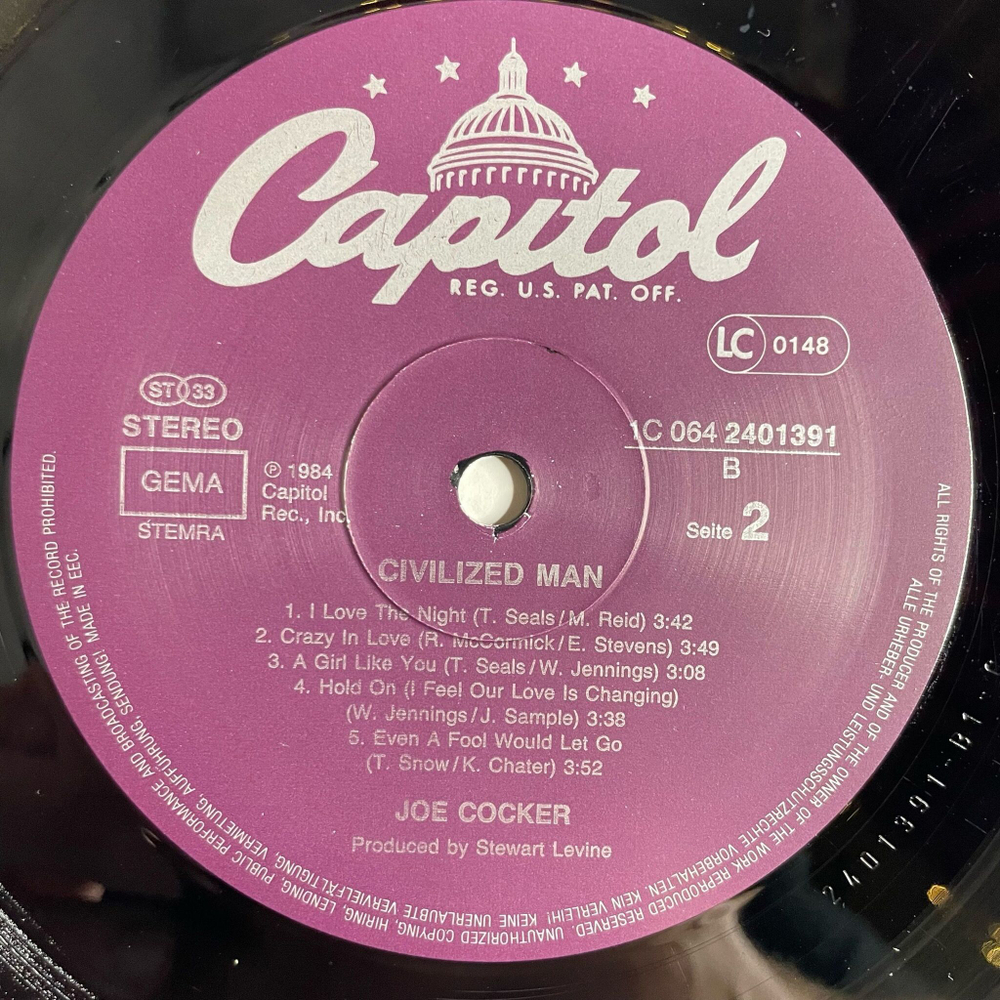 Capitol
REG. U.S. PAT. OFF.
LC 0148
ST 33
STEREO
GEMA
STEMRA
℗ 1984
Capitol
Rec., Inc.
1C 064 2401391
B
Seite 2
CIVILIZED MAN
1. I Love The Night (T. Seals/M. Reid) 3:42
2. Crazy In Love (R. McCormick/E. Stevens) 3:49
3. A Girl Like You (T. Seals/W. Jennings) 3:08
4. Hold On (I Feel Our Love Is Changing)
(W. Jennings/J. Sample) 3:38
5. Even A Fool Would Let Go
(T. Snow/K. Chater) 3:52
JOE COCKER
Produced by Stewart Levine
ALL RIGHTS OF THE PRODUCER AND OF THE OWNER OF THE WORK REPRODUCED RESERVED. UNAUTHORIZED COPYING, HIRING, LENDING, PUBLIC PERFORMANCE AND BROADCASTING OF THE RECORD PROHIBITED.
ALLE URHEBER- UND LEISTUNGSSCHUTZRECHTE VORBEHALTEN. KEIN VERLEIH! KEINE UNERLAUBTE VERVIELFÄLTIGUNG, VERMIETUNG, AUFFÜHRUNG, SENDUNG! MADE IN EEC.
2401391-B1